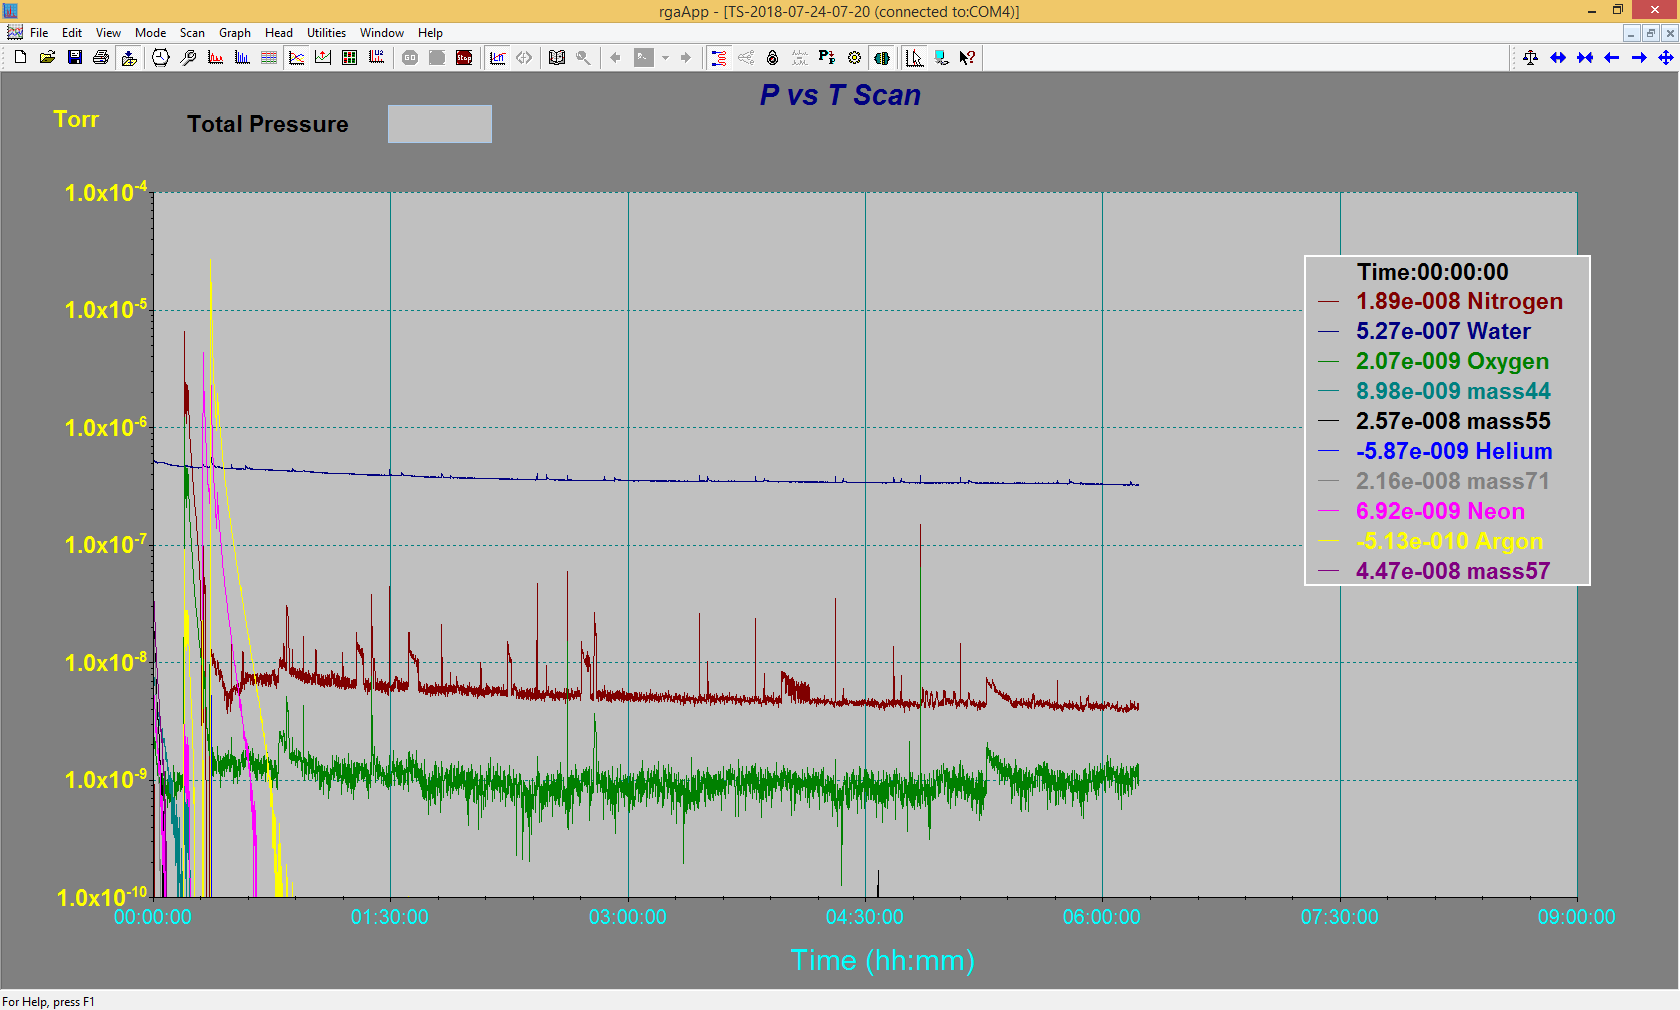 rgaApp - [TS-2018-07-24-07-20 (connected to:COM4)]
File Edit View Mode Scan Graph Head Utilities Window Help
GO Stop
P vs T Scan
Torr
Total Pressure
1.0x10-4
1.0x10-5
1.0x10-6
1.0x10-7
1.0x10-8
1.0x10-9
1.0x10-10
Time:00:00:00
1.89e-008 Nitrogen
5.27e-007 Water
2.07e-009 Oxygen
8.98e-009 mass44
2.57e-008 mass55
-5.87e-009 Helium
2.16e-008 mass71
6.92e-009 Neon
-5.13e-010 Argon
4.47e-008 mass57
00:00:00 01:30:00 03:00:00 04:30:00 06:00:00 07:30:00 09:00:00
Time (hh:mm)
For Help, press F1